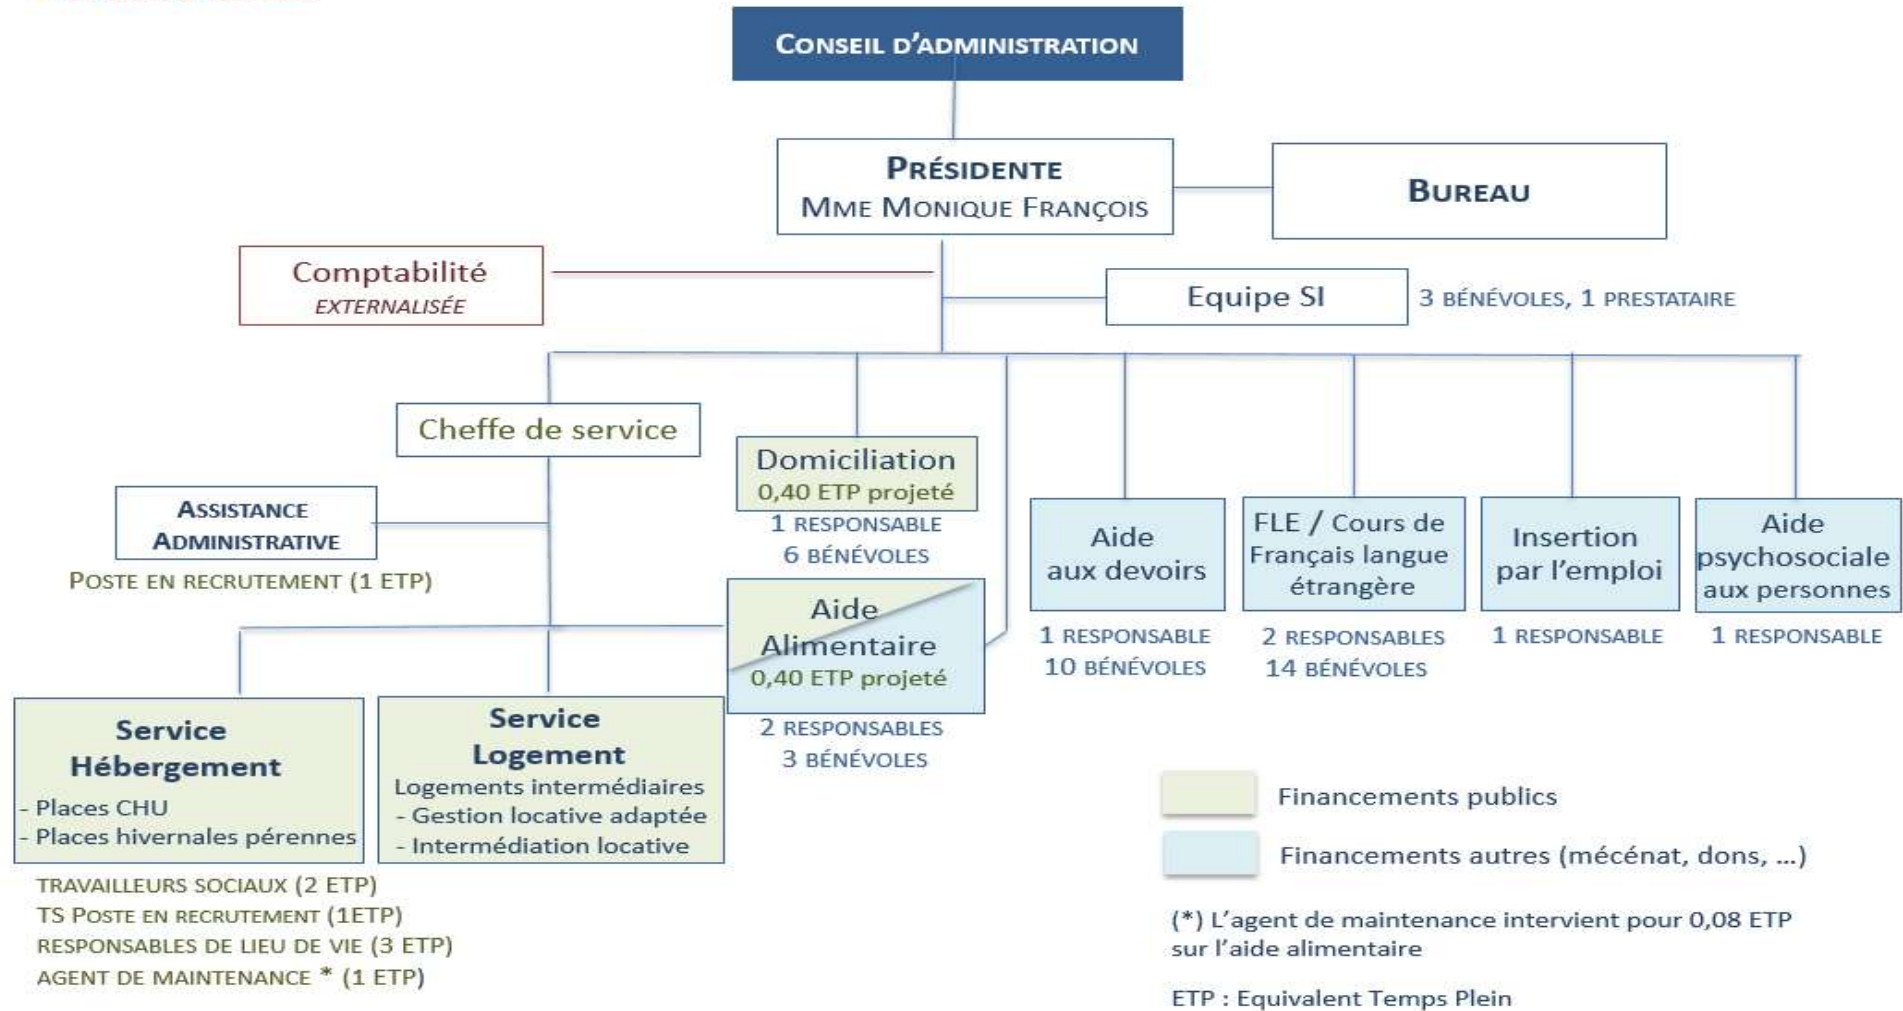 CONSEIL D'ADMINISTRATION
PRÉSIDENTE
MME MONIQUE FRANÇOIS
BUREAU
Comptabilité
EXTERNALISÉE
Equipe SI
3 BÉNÉVOLES, 1 PRESTATAIRE
Cheffe de service
ASSISTANCE
ADMINISTRATIVE
POSTE EN RECRUTEMENT (1 ETP)
Domiciliation
0,40 ETP projeté
1 RESPONSABLE
6 BÉNÉVOLES
Aide
Alimentaire
0,40 ETP projeté
2 RESPONSABLES
3 BÉNÉVOLES
Aide
aux devoirs
1 RESPONSABLE
10 BÉNÉVOLES
FLE / Cours de
Français langue
étrangère
2 RESPONSABLES
14 BÉNÉVOLES
Insertion
par l'emploi
1 RESPONSABLE
Aide
psychosociale
aux personnes
1 RESPONSABLE
Service
Hébergement
- Places CHU
- Places hivernales pérennes
Service
Logement
Logements intermédiaires
- Gestion locative adaptée
- Intermédiation locative
TRAVAILLEURS SOCIAUX (2 ETP)
TS POSTE EN RECRUTEMENT (1ETP)
RESPONSABLES DE LIEU DE VIE (3 ETP)
AGENT DE MAINTENANCE * (1 ETP)
Financements publics
Financements autres (mécénat, dons, ...)
(*) L'agent de maintenance intervient pour 0,08 ETP
sur l'aide alimentaire
ETP : Equivalent Temps Plein